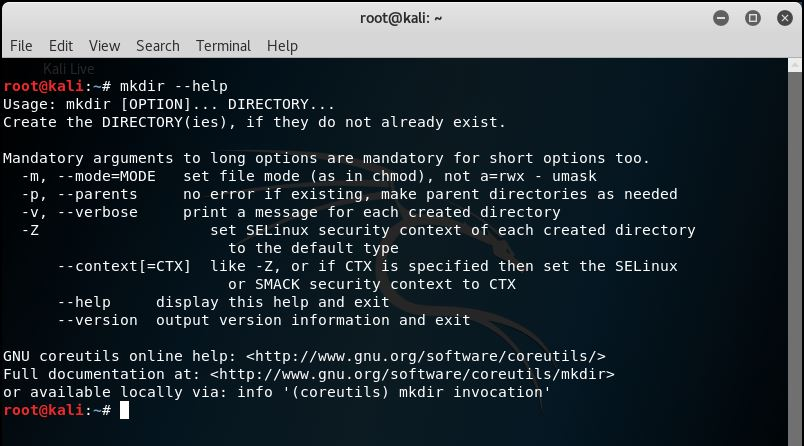 root@kali: ~
File Edit View Search Terminal Help
Kali Live
root@kali:~# mkdir --help
Usage: mkdir [OPTION]... DIRECTORY...
Create the DIRECTORY(ies), if they do not already exist.

Mandatory arguments to long options are mandatory for short options too.
  -m, --mode=MODE   set file mode (as in chmod), not a=rwx - umask
  -p, --parents     no error if existing, make parent directories as needed
  -v, --verbose     print a message for each created directory
  -Z                   set SELinux security context of each created directory
                         to the default type
      --context[=CTX]  like -Z, or if CTX is specified then set the SELinux
                         or SMACK security context to CTX
      --help     display this help and exit
      --version  output version information and exit

GNU coreutils online help: <http://www.gnu.org/software/coreutils/>
Full documentation at: <http://www.gnu.org/software/coreutils/mkdir>
or available locally via: info '(coreutils) mkdir invocation'
root@kali:~#